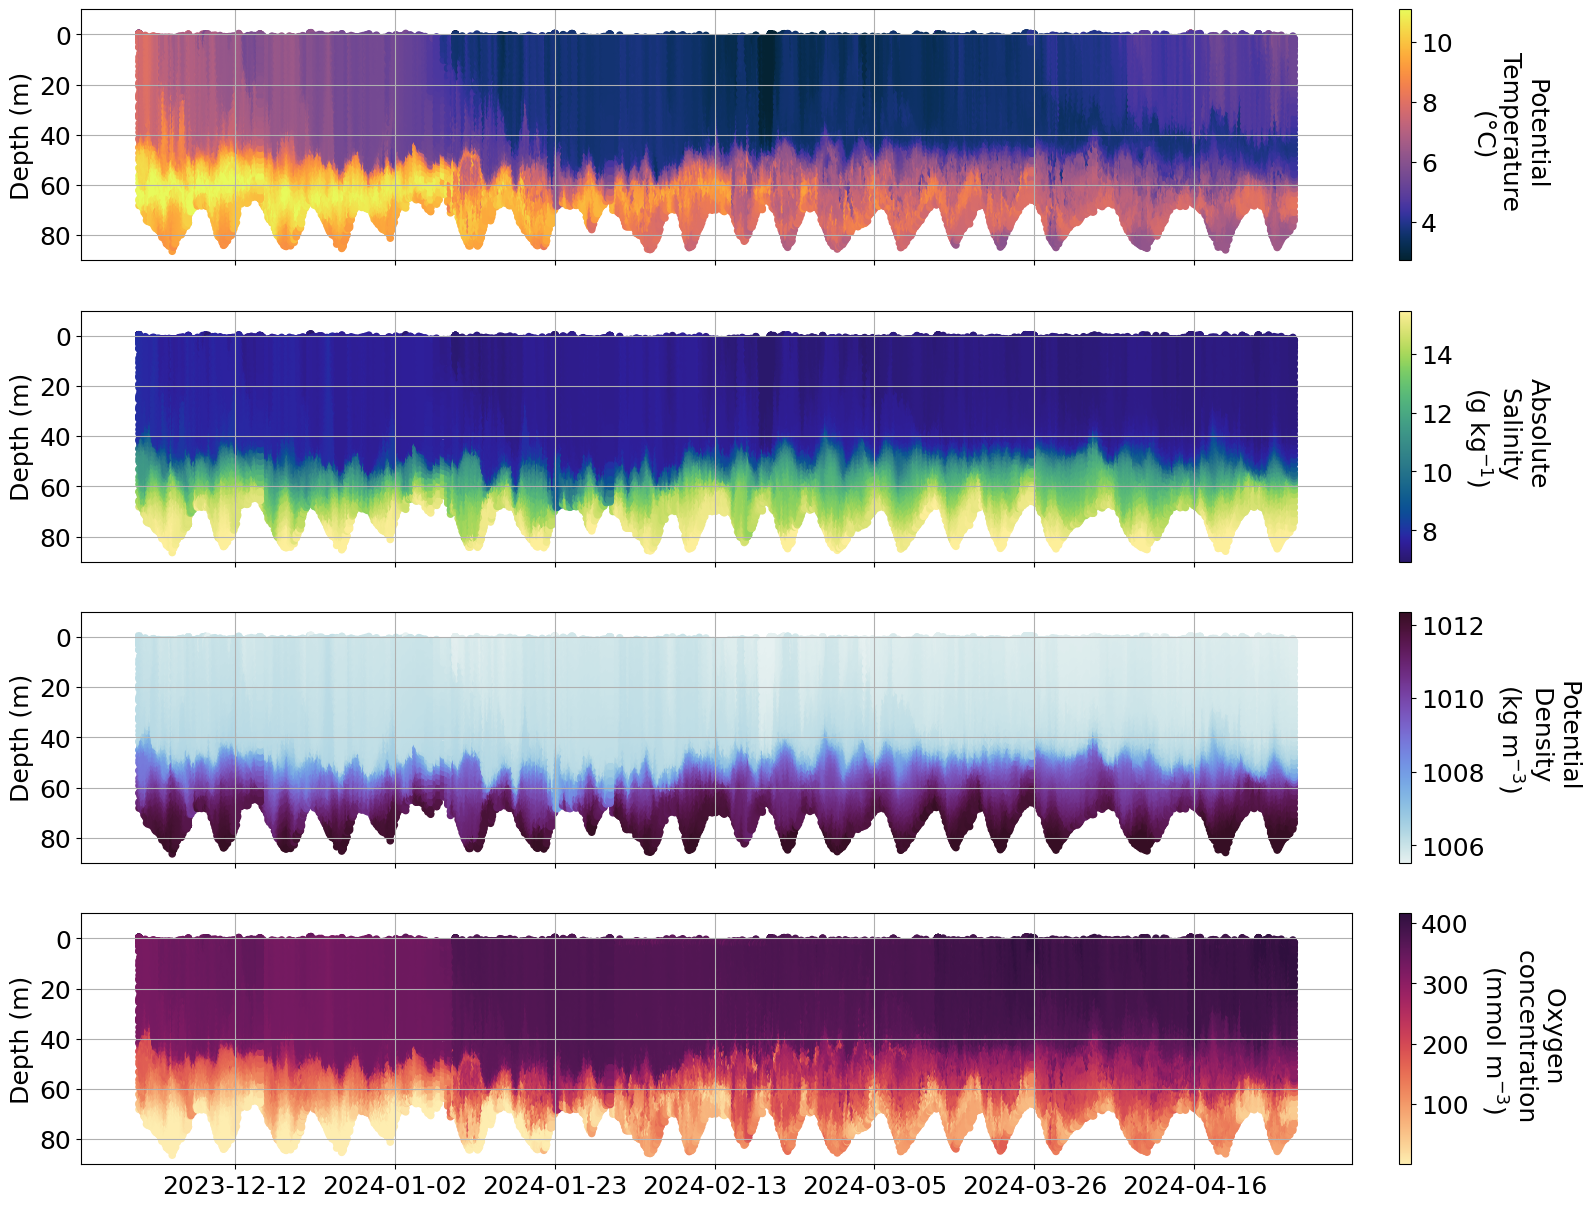 0
20
40
60
80
Depth (m)
10
8
6
4
Potential
Temperature
(°C)
0
20
40
60
80
Depth (m)
14
12
10
8
Absolute
Salinity
(g kg⁻¹)
0
20
40
60
80
Depth (m)
1012
1010
1008
1006
Potential
Density
(kg m⁻³)
0
20
40
60
80
Depth (m)
400
300
200
100
Oxygen
concentration
(mmol m⁻³)
2023-12-12 2024-01-02 2024-01-23 2024-02-13 2024-03-05 2024-03-26 2024-04-16